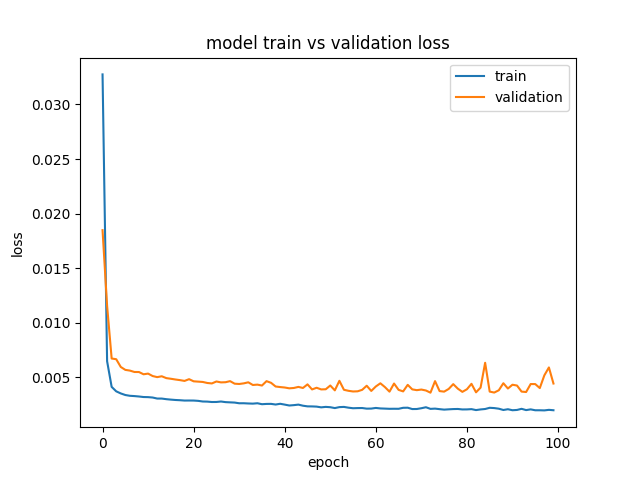 model train vs validation loss
train
validation
0.030
0.025
0.020
0.015
0.010
0.005
loss
0 20 40 60 80 100
epoch